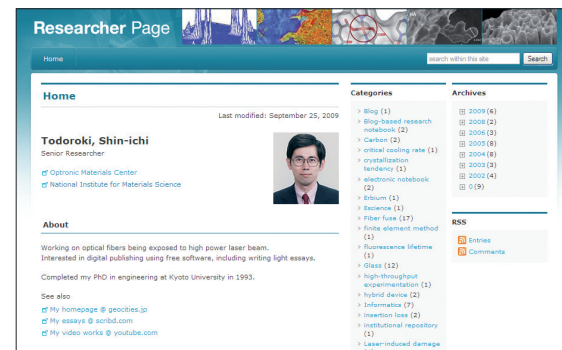 Researcher Page
Home
search within this site
Search
Home
Last modified: September 25, 2009
Todoroki, Shin-ichi
Senior Researcher
Optronic Materials Center
National Institute for Materials Science
About
Working on optical fibers being exposed to high power laser beam.
Interested in digital publishing using free software, including writing light essays.
Completed my PhD in engineering at Kyoto University in 1993.
See also
My homepage @ geocities.jp
My essays @ scribd.com
My video works @ youtube.com
Categories
Blog (1)
Blog-based research
notebook (2)
Carbon (2)
critical cooling rate (1)
crystallization
tendency (1)
electronic notebook
(2)
Erbium (1)
Escience (1)
Fiber fuse (17)
finite element method
(1)
fluorescence lifetime
(1)
Glass (12)
high-throughput
experimentation (1)
hybrid device (2)
Informatics (7)
Insertion loss (2)
institutional repository
(1)
Laser-induced damage
Archives
2009 (6)
2008 (2)
2006 (3)
2005 (8)
2004 (8)
2003 (3)
2002 (4)
0 (9)
RSS
Entries
Comments